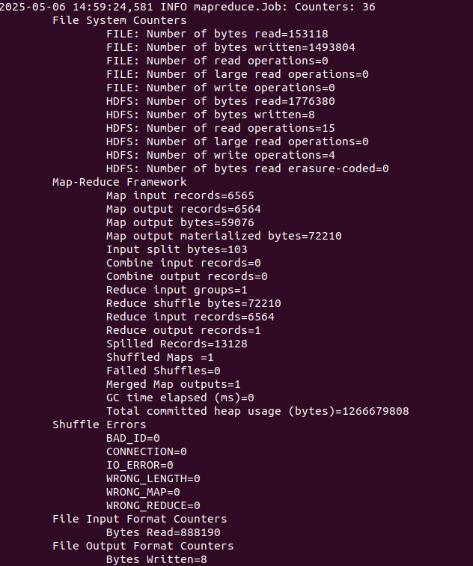 2025-05-06 14:59:24,581 INFO mapreduce.Job: Counters: 36
File System Counters
FILE: Number of bytes read=153118
FILE: Number of bytes written=1493804
FILE: Number of read operations=0
FILE: Number of large read operations=0
FILE: Number of write operations=0
HDFS: Number of bytes read=1776380
HDFS: Number of bytes written=8
HDFS: Number of read operations=15
HDFS: Number of large read operations=0
HDFS: Number of write operations=4
HDFS: Number of bytes read erasure-coded=0
Map-Reduce Framework
Map input records=6565
Map output records=6564
Map output bytes=59076
Map output materialized bytes=72210
Input split bytes=103
Combine input records=0
Combine output records=0
Reduce input groups=1
Reduce shuffle bytes=72210
Reduce input records=6564
Reduce output records=1
Spilled Records=13128
Shuffled Maps =1
Failed Shuffles=0
Merged Map outputs=1
GC time elapsed (ms)=0
Total committed heap usage (bytes)=1266679808
Shuffle Errors
BAD_ID=0
CONNECTION=0
IO_ERROR=0
WRONG_LENGTH=0
WRONG_MAP=0
WRONG_REDUCE=0
File Input Format Counters
Bytes Read=888190
File Output Format Counters
Bytes Written=8